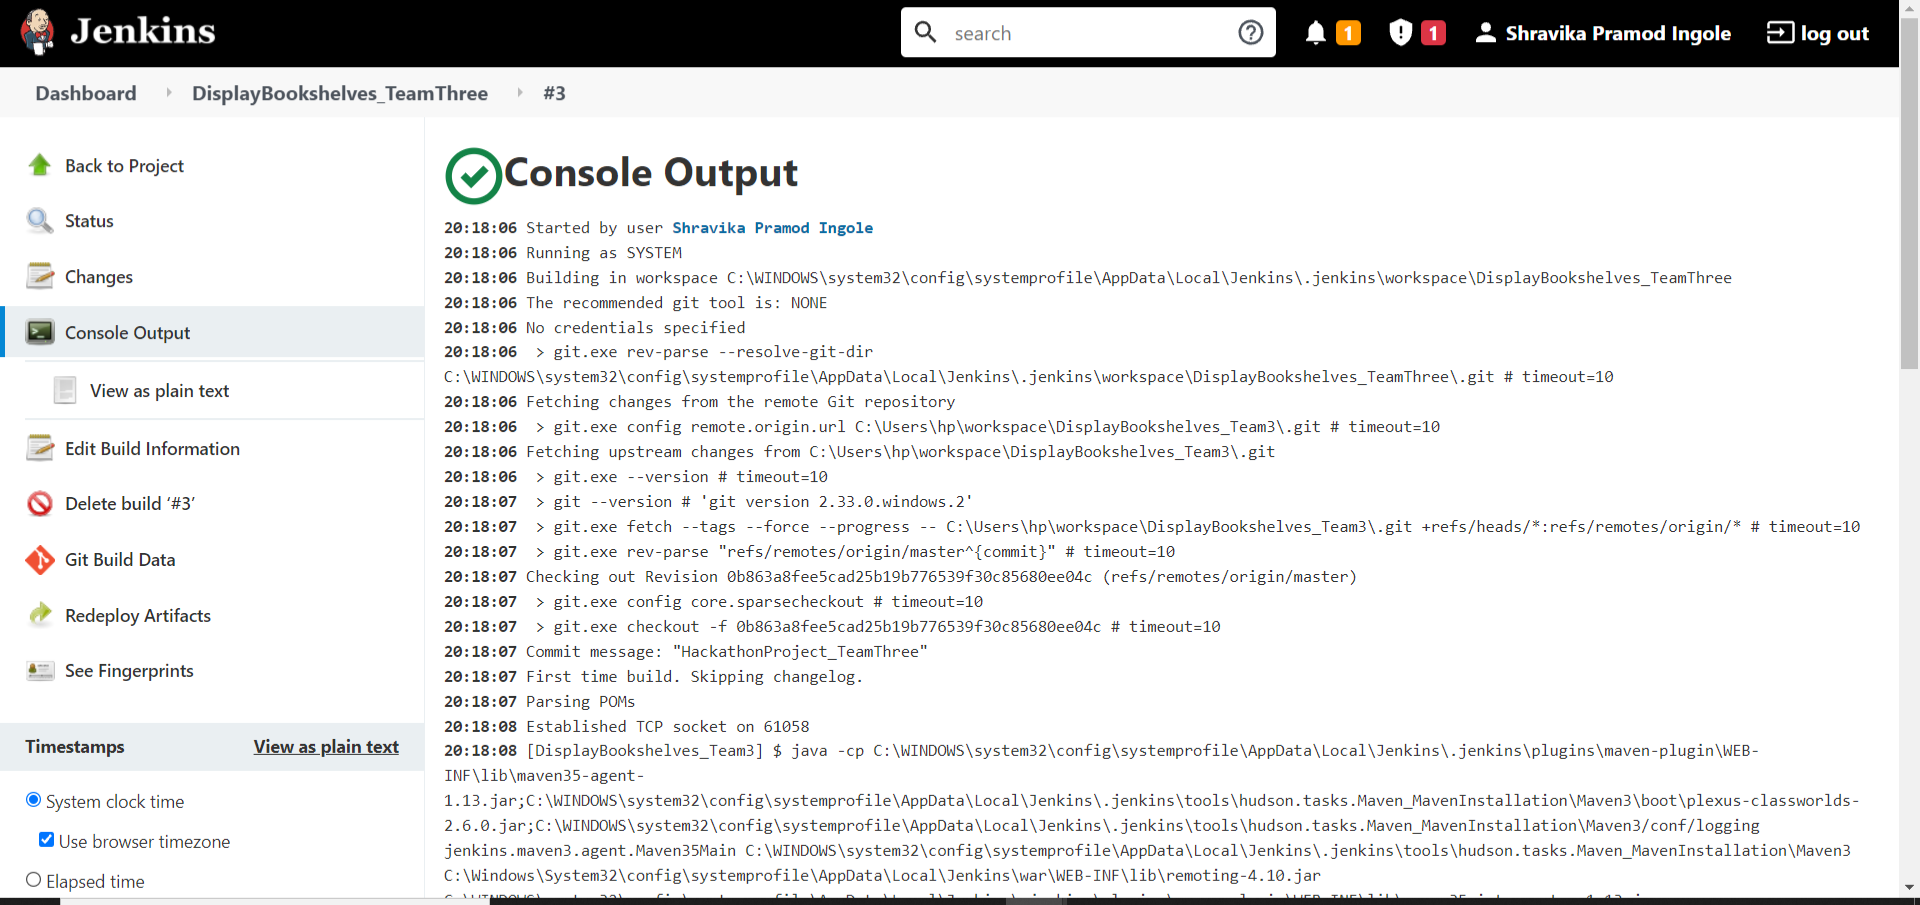 Jenkins
search
1
1
Shravika Pramod Ingole
log out
Dashboard
DisplayBookshelves_TeamThree
#3
Back to Project
Status
Changes
Console Output
View as plain text
Edit Build Information
Delete build ‘#3’
Git Build Data
Redeploy Artifacts
See Fingerprints
Timestamps
View as plain text
System clock time
Use browser timezone
Elapsed time
Console Output
20:18:06 Started by user Shravika Pramod Ingole
20:18:06 Running as SYSTEM
20:18:06 Building in workspace C:\WINDOWS\system32\config\systemprofile\AppData\Local\Jenkins\.jenkins\workspace\DisplayBookshelves_TeamThree
20:18:06 The recommended git tool is: NONE
20:18:06 No credentials specified
20:18:06 > git.exe rev-parse --resolve-git-dir
C:\WINDOWS\system32\config\systemprofile\AppData\Local\Jenkins\.jenkins\workspace\DisplayBookshelves_TeamThree\.git # timeout=10
20:18:06 Fetching changes from the remote Git repository
20:18:06 > git.exe config remote.origin.url C:\Users\hp\workspace\DisplayBookshelves_Team3\.git # timeout=10
20:18:06 Fetching upstream changes from C:\Users\hp\workspace\DisplayBookshelves_Team3\.git
20:18:06 > git.exe --version # timeout=10
20:18:07 > git --version # 'git version 2.33.0.windows.2'
20:18:07 > git.exe fetch --tags --force --progress -- C:\Users\hp\workspace\DisplayBookshelves_Team3\.git +refs/heads/*:refs/remotes/origin/* # timeout=10
20:18:07 > git.exe rev-parse "refs/remotes/origin/master^{commit}" # timeout=10
20:18:07 Checking out Revision 0b863a8fee5cad25b19b776539f30c85680ee04c (refs/remotes/origin/master)
20:18:07 > git.exe config core.sparsecheckout # timeout=10
20:18:07 > git.exe checkout -f 0b863a8fee5cad25b19b776539f30c85680ee04c # timeout=10
20:18:07 Commit message: "HackathonProject_TeamThree"
20:18:07 First time build. Skipping changelog.
20:18:07 Parsing POMs
20:18:08 Established TCP socket on 61058
20:18:08 [DisplayBookshelves_Team3] $ java -cp C:\WINDOWS\system32\config\systemprofile\AppData\Local\Jenkins\.jenkins\plugins\maven-plugin\WEB-
INF\lib\maven35-agent-
1.13.jar;C:\WINDOWS\system32\config\systemprofile\AppData\Local\Jenkins\.jenkins\tools\hudson.tasks.Maven_MavenInstallation\Maven3\boot\plexus-classworlds-
2.6.0.jar;C:\WINDOWS\system32\config\systemprofile\AppData\Local\Jenkins\.jenkins\tools\hudson.tasks.Maven_MavenInstallation\Maven3/conf/logging
jenkins.maven3.agent.Maven35Main C:\WINDOWS\system32\config\systemprofile\AppData\Local\Jenkins\.jenkins\tools\hudson.tasks.Maven_MavenInstallation\Maven3
C:\Windows\System32\config\systemprofile\AppData\Local\Jenkins\war\WEB-INF\lib\remoting-4.10.jar